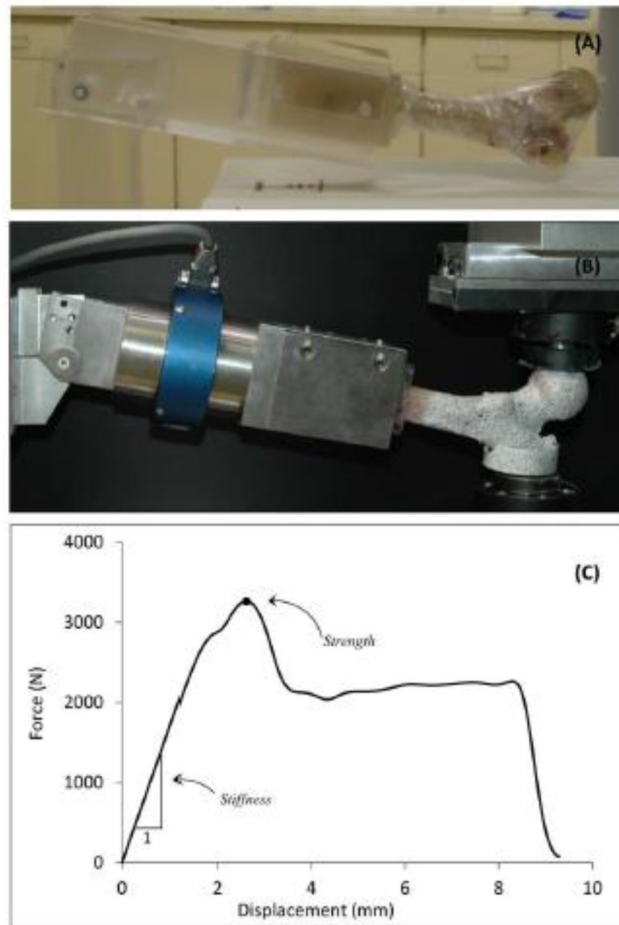 (A)
(B)
(C)
4000
3000
2000
1000
0
Force (N)
Strength
Stiffness
1
0 2 4 6 8 10
Displacement (mm)